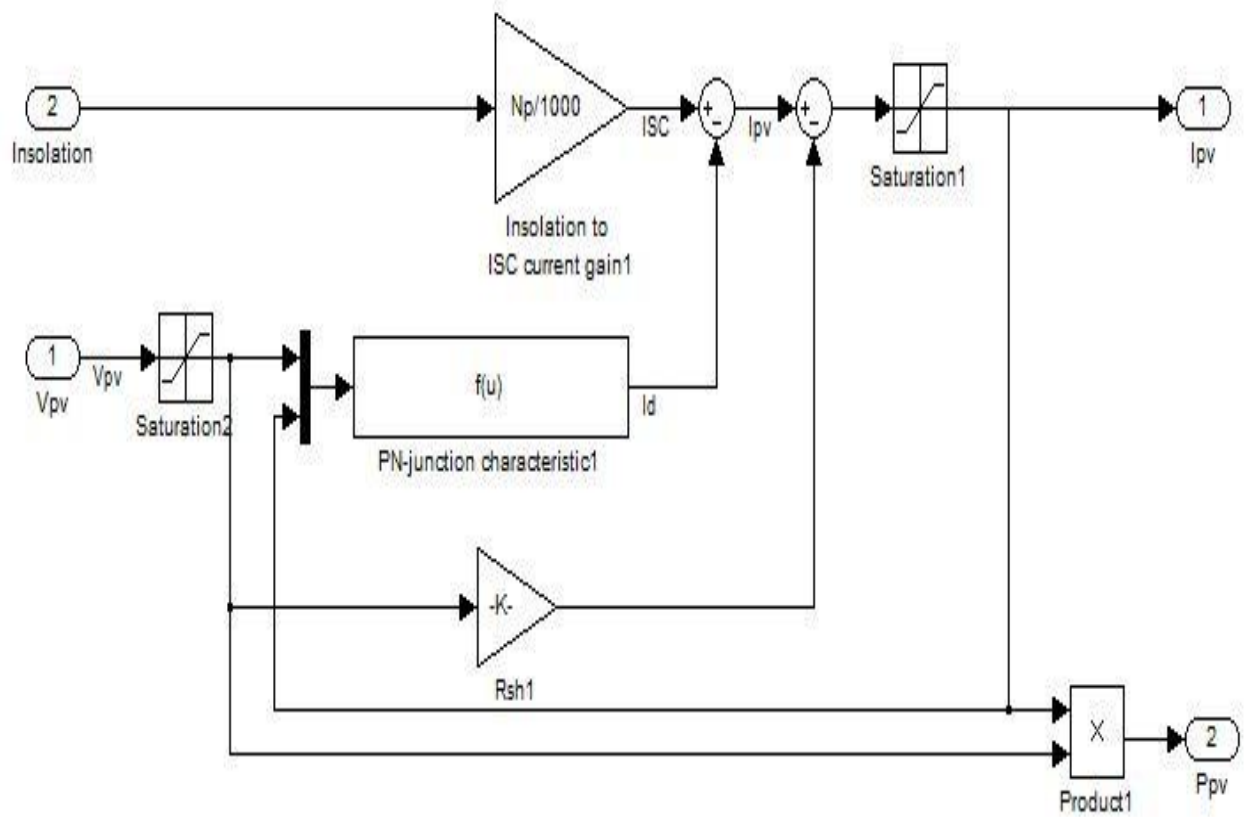 2
Insolation
Np/1000
Insolation to
ISC current gain1
ISC
+
−
Ipv
+
−
Saturation1
1
Ipv
1
Vpv
Vpv
Saturation2
f(u)
PN-junction characteristic1
Id
-K-
Rsh1
X
Product1
2
Ppv